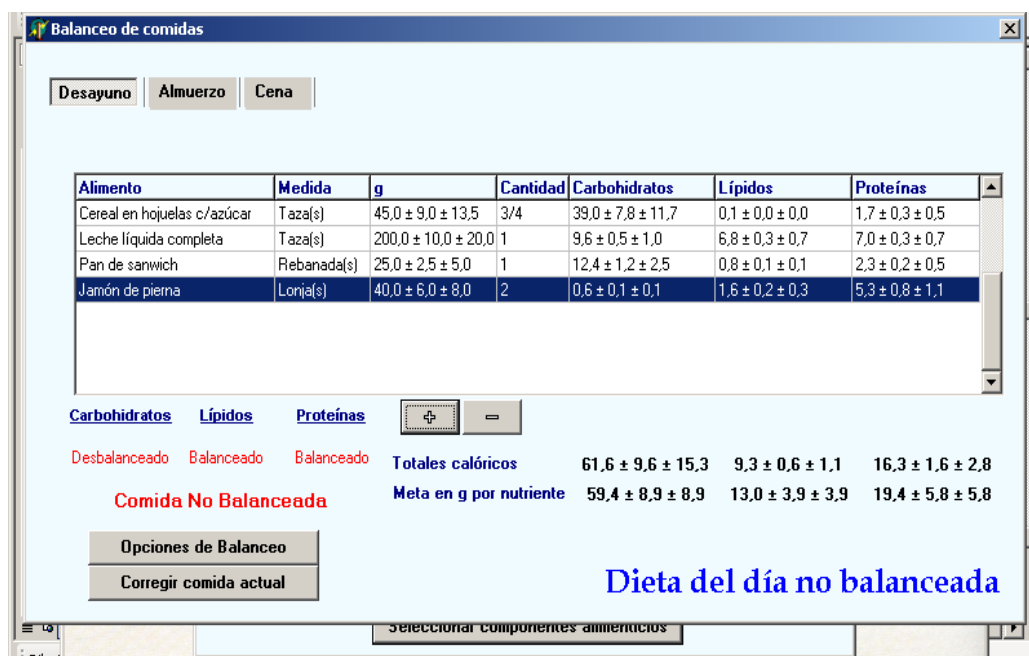 Balanceo de comidas
Desayuno Almuerzo Cena
Alimento Medida g Cantidad Carbohidratos Lípidos Proteínas
Cereal en hojuelas c/azúcar Taza(s) 45,0 ± 9,0 ± 13,5 3/4 39,0 ± 7,8 ± 11,7 0,1 ± 0,0 ± 0,0 1,7 ± 0,3 ± 0,5
Leche líquida completa Taza(s) 200,0 ± 10,0 ± 20,0 1 9,6 ± 0,5 ± 1,0 6,8 ± 0,3 ± 0,7 7,0 ± 0,3 ± 0,7
Pan de sanwich Rebanada(s) 25,0 ± 2,5 ± 5,0 1 12,4 ± 1,2 ± 2,5 0,8 ± 0,1 ± 0,1 2,3 ± 0,2 ± 0,5
Jamón de pierna Lonja(s) 40,0 ± 6,0 ± 8,0 2 0,6 ± 0,1 ± 0,1 1,6 ± 0,2 ± 0,3 5,3 ± 0,8 ± 1,1
Carbohidratos Lípidos Proteínas
Desbalanceado Balanceado Balanceado
Totales calóricos 61,6 ± 9,6 ± 15,3 9,3 ± 0,6 ± 1,1 16,3 ± 1,6 ± 2,8
Meta en g por nutriente 59,4 ± 8,9 ± 8,9 13,0 ± 3,9 ± 3,9 19,4 ± 5,8 ± 5,8
Comida No Balanceada
Opciones de Balanceo
Corregir comida actual
Dieta del día no balanceada
Seleccionar componentes alimenticios